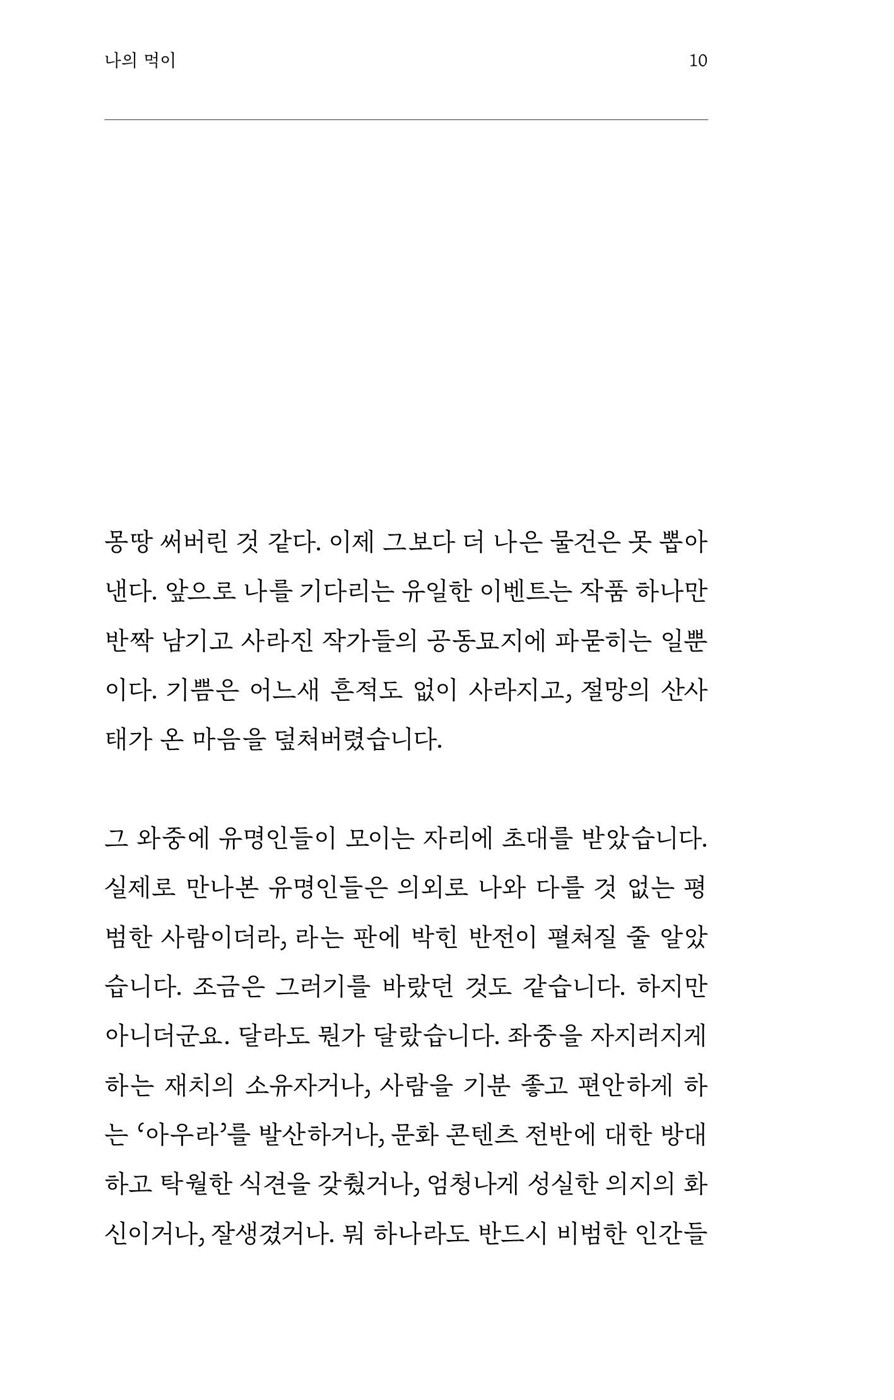 나의 먹이
10
몽땅 써버린 것 같다. 이제 그보다 더 나은 물건은 못 뽑아
낸다. 앞으로 나를 기다리는 유일한 이벤트는 작품 하나만
반짝 남기고 사라진 작가들의 공동묘지에 파묻히는 일뿐
이다. 기쁨은 어느새 흔적도 없이 사라지고, 절망의 산사
태가 온 마음을 덮쳐버렸습니다.
그 와중에 유명인들이 모이는 자리에 초대를 받았습니다.
실제로 만나본 유명인들은 의외로 나와 다를 것 없는 평
범한 사람이더라, 라는 판에 박힌 반전이 펼쳐질 줄 알았
습니다. 조금은 그러기를 바랐던 것도 같습니다. 하지만
아니더군요. 달라도 뭔가 달랐습니다. 좌중을 자지러지게
하는 재치의 소유자거나, 사람을 기분 좋고 편안하게 하
는 ‘아우라’를 발산하거나, 문화 콘텐츠 전반에 대한 방대
하고 탁월한 식견을 갖췄거나, 엄청나게 성실한 의지의 화
신이거나, 잘생겼거나. 뭐 하나라도 반드시 비범한 인간들